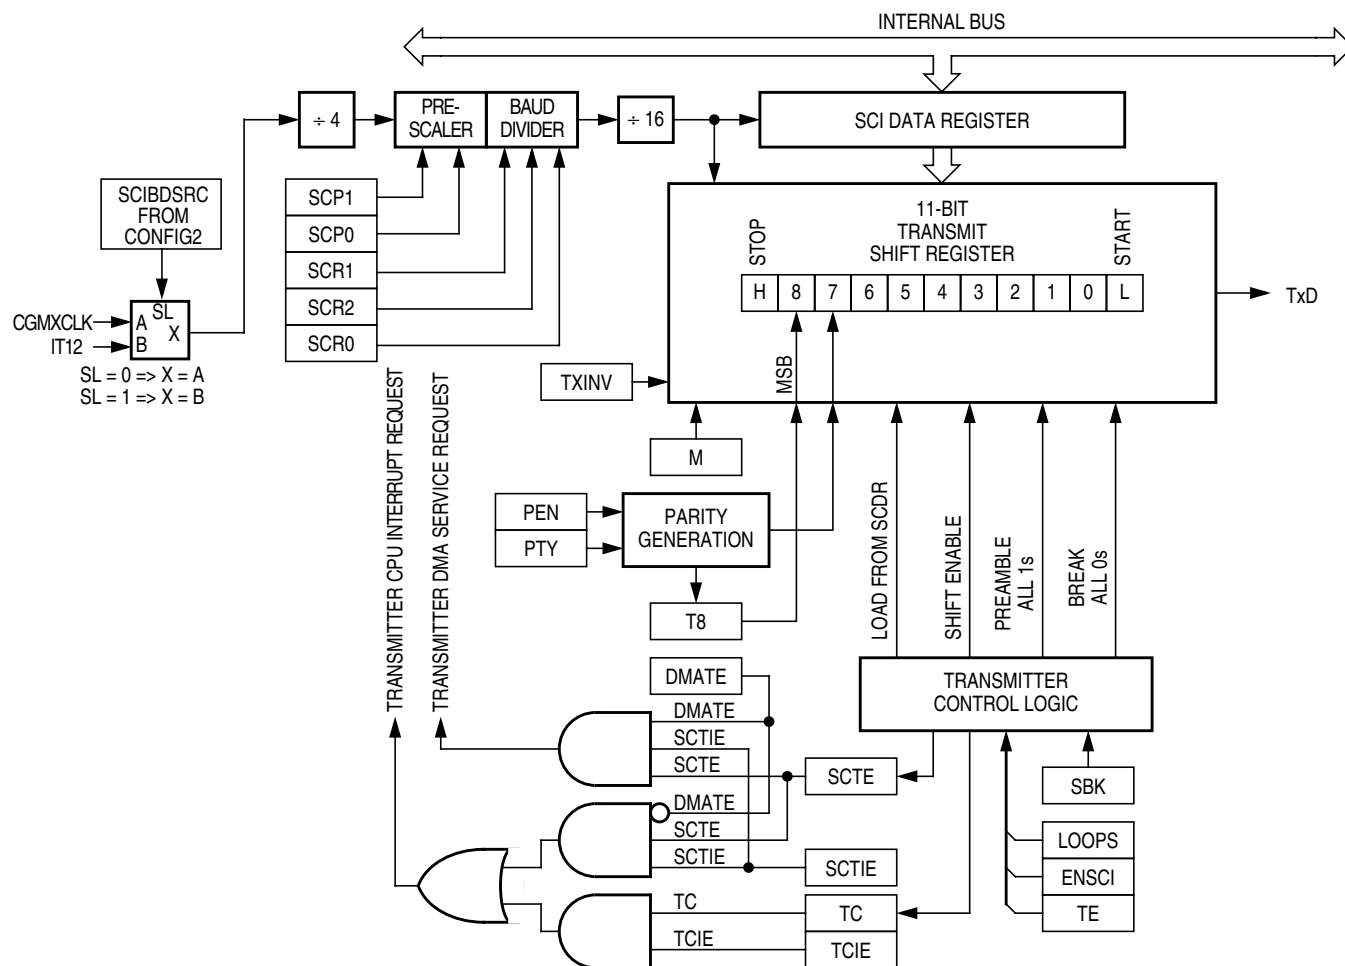 INTERNAL BUS
÷ 4
PRE-
SCALER
BAUD
DIVIDER
÷ 16
SCI DATA REGISTER
SCIBDSRC
FROM
CONFIG2
SCP1
SCP0
SCR1
SCR2
SCR0
11-BIT
TRANSMIT
SHIFT REGISTER
STOP
START
H 8 7 6 5 4 3 2 1 0 L
TxD
CGMXCLK
IT12
SL
A
X
B
SL = 0 => X = A
SL = 1 => X = B
TXINV
MSB
M
TRANSMITTER CPU INTERRUPT REQUEST
TRANSMITTER DMA SERVICE REQUEST
PEN
PTY
PARITY
GENERATION
T8
LOAD FROM SCDR
SHIFT ENABLE
PREAMBLE
ALL 1s
BREAK
ALL 0s
TRANSMITTER
CONTROL LOGIC
DMATE
DMATE
SCTIE
SCTE
SCTE
SBK
DMATE
SCTE
SCTIE
SCTIE
LOOPS
ENSCI
TE
TC
TC
TCIE
TCIE